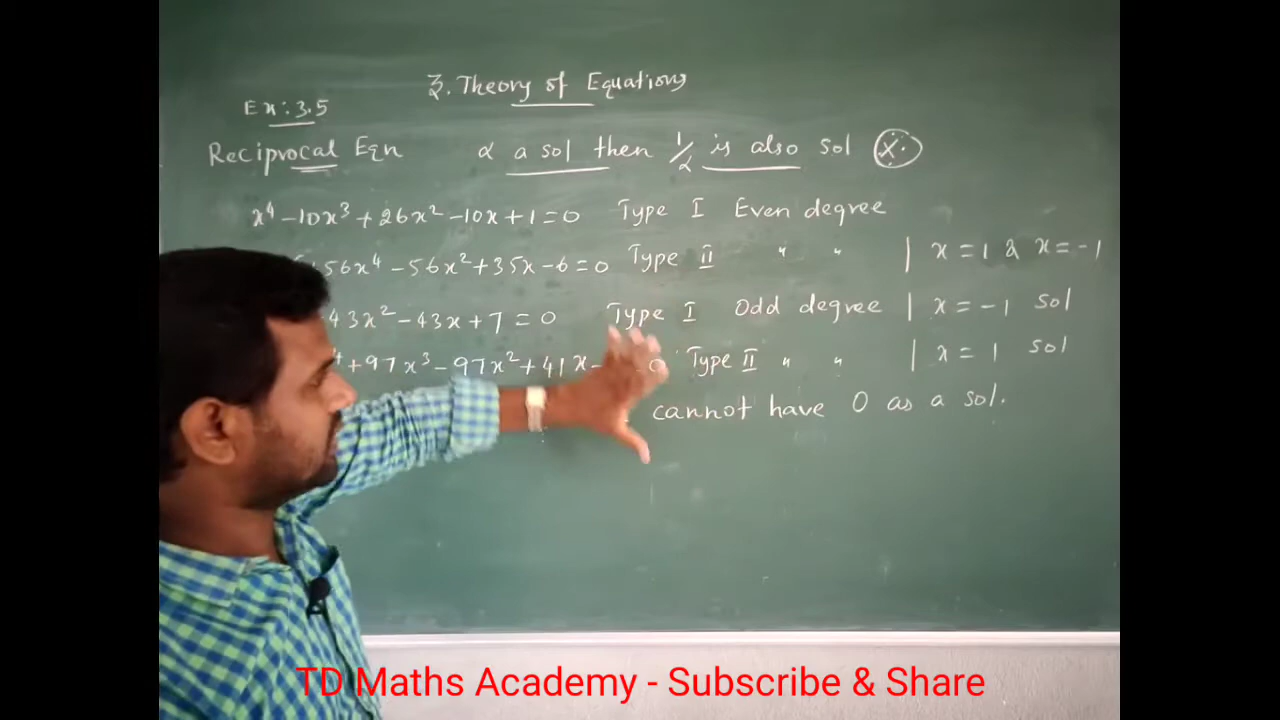 3. Theory of Equations
Ex: 3.5
Reciprocal Eqn α a sol then 1/α is also sol X.
x⁴ - 10x³ + 26x² - 10x + 1 = 0 Type I Even degree
56x⁴ - 56x² + 35x - 6 = 0 Type II " " | x = 1 & x = -1
43x² - 43x + 7 = 0 Type I Odd degree | x = -1 sol
+ 97x³ - 97x² + 41x - 0 Type II " " | x = 1 sol
cannot have 0 as a sol.
TD Maths Academy - Subscribe & Share